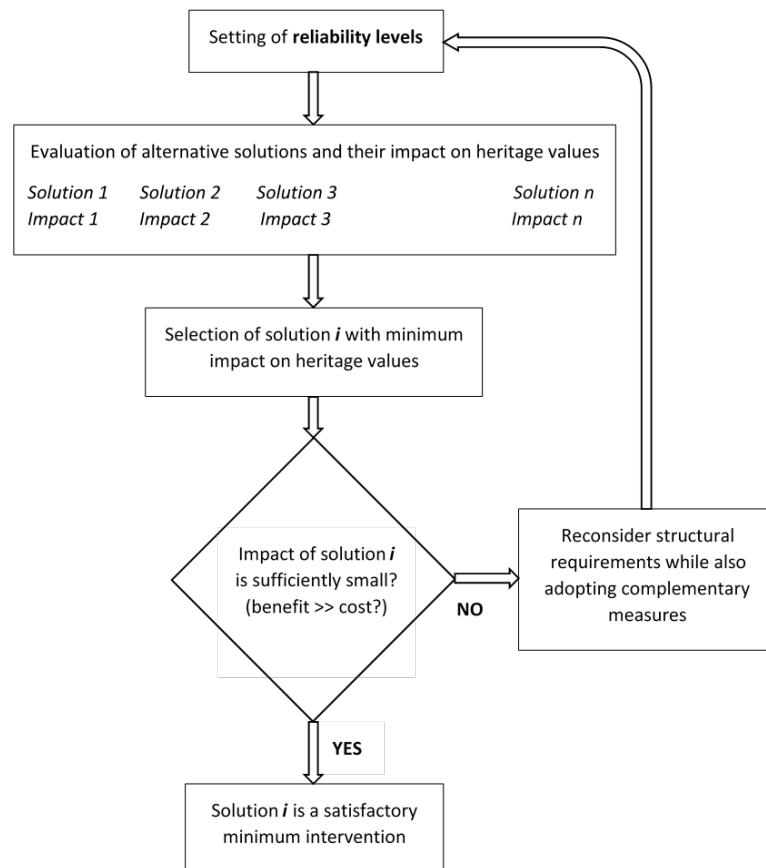 Setting of reliability levels
Evaluation of alternative solutions and their impact on heritage values
Solution 1 Solution 2 Solution 3 Solution n
Impact 1 Impact 2 Impact 3 Impact n
Selection of solution i with minimum
impact on heritage values
Impact of solution i
is sufficiently small?
(benefit >> cost?)
NO
Reconsider structural
requirements while also
adopting complementary
measures
YES
Solution i is a satisfactory
minimum intervention